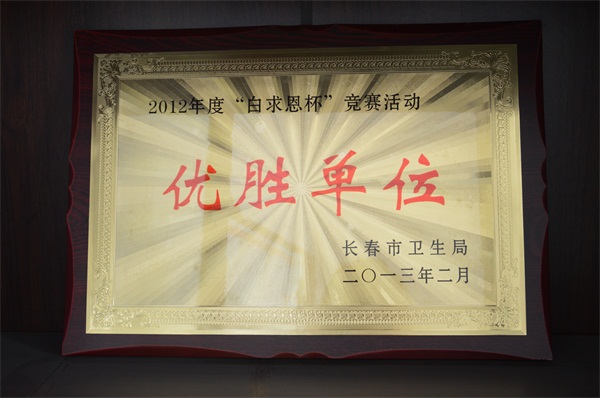 2012年度“白求恩杯”竞赛活动
优胜单位
长春市卫生局
二〇一三年二月